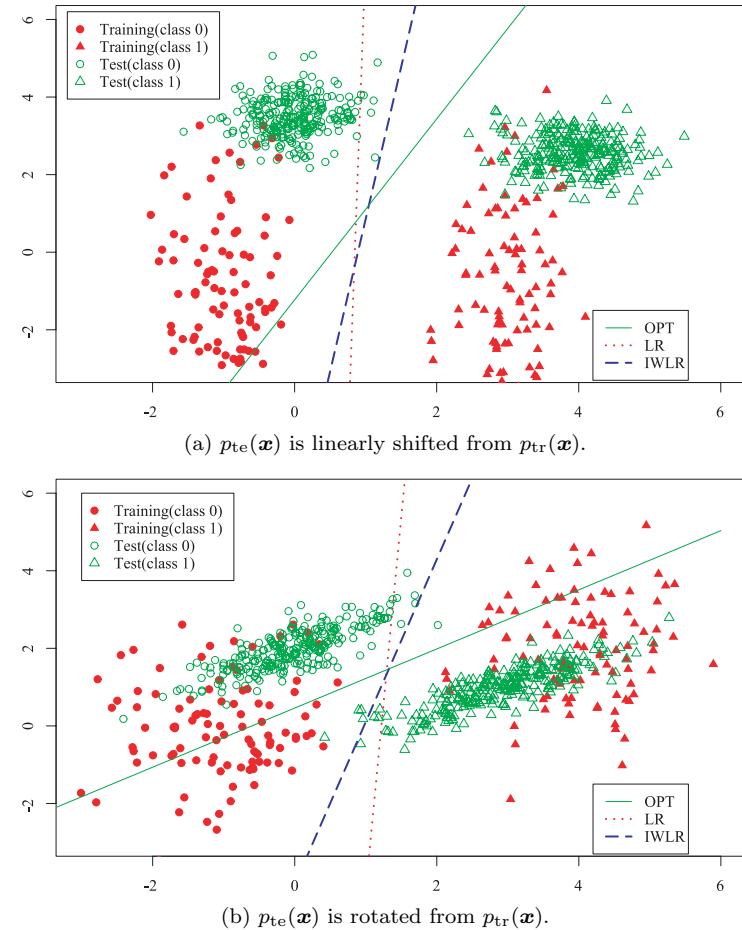 6
4
2
0
-2
Training(class 0)
Training(class 1)
Test(class 0)
Test(class 1)
OPT
LR
IWLR
-2 0 2 4 6
(a) pte(x) is linearly shifted from ptr(x).
6
4
2
0
-2
Training(class 0)
Training(class 1)
Test(class 0)
Test(class 1)
OPT
LR
IWLR
-2 0 2 4 6
(b) pte(x) is rotated from ptr(x).